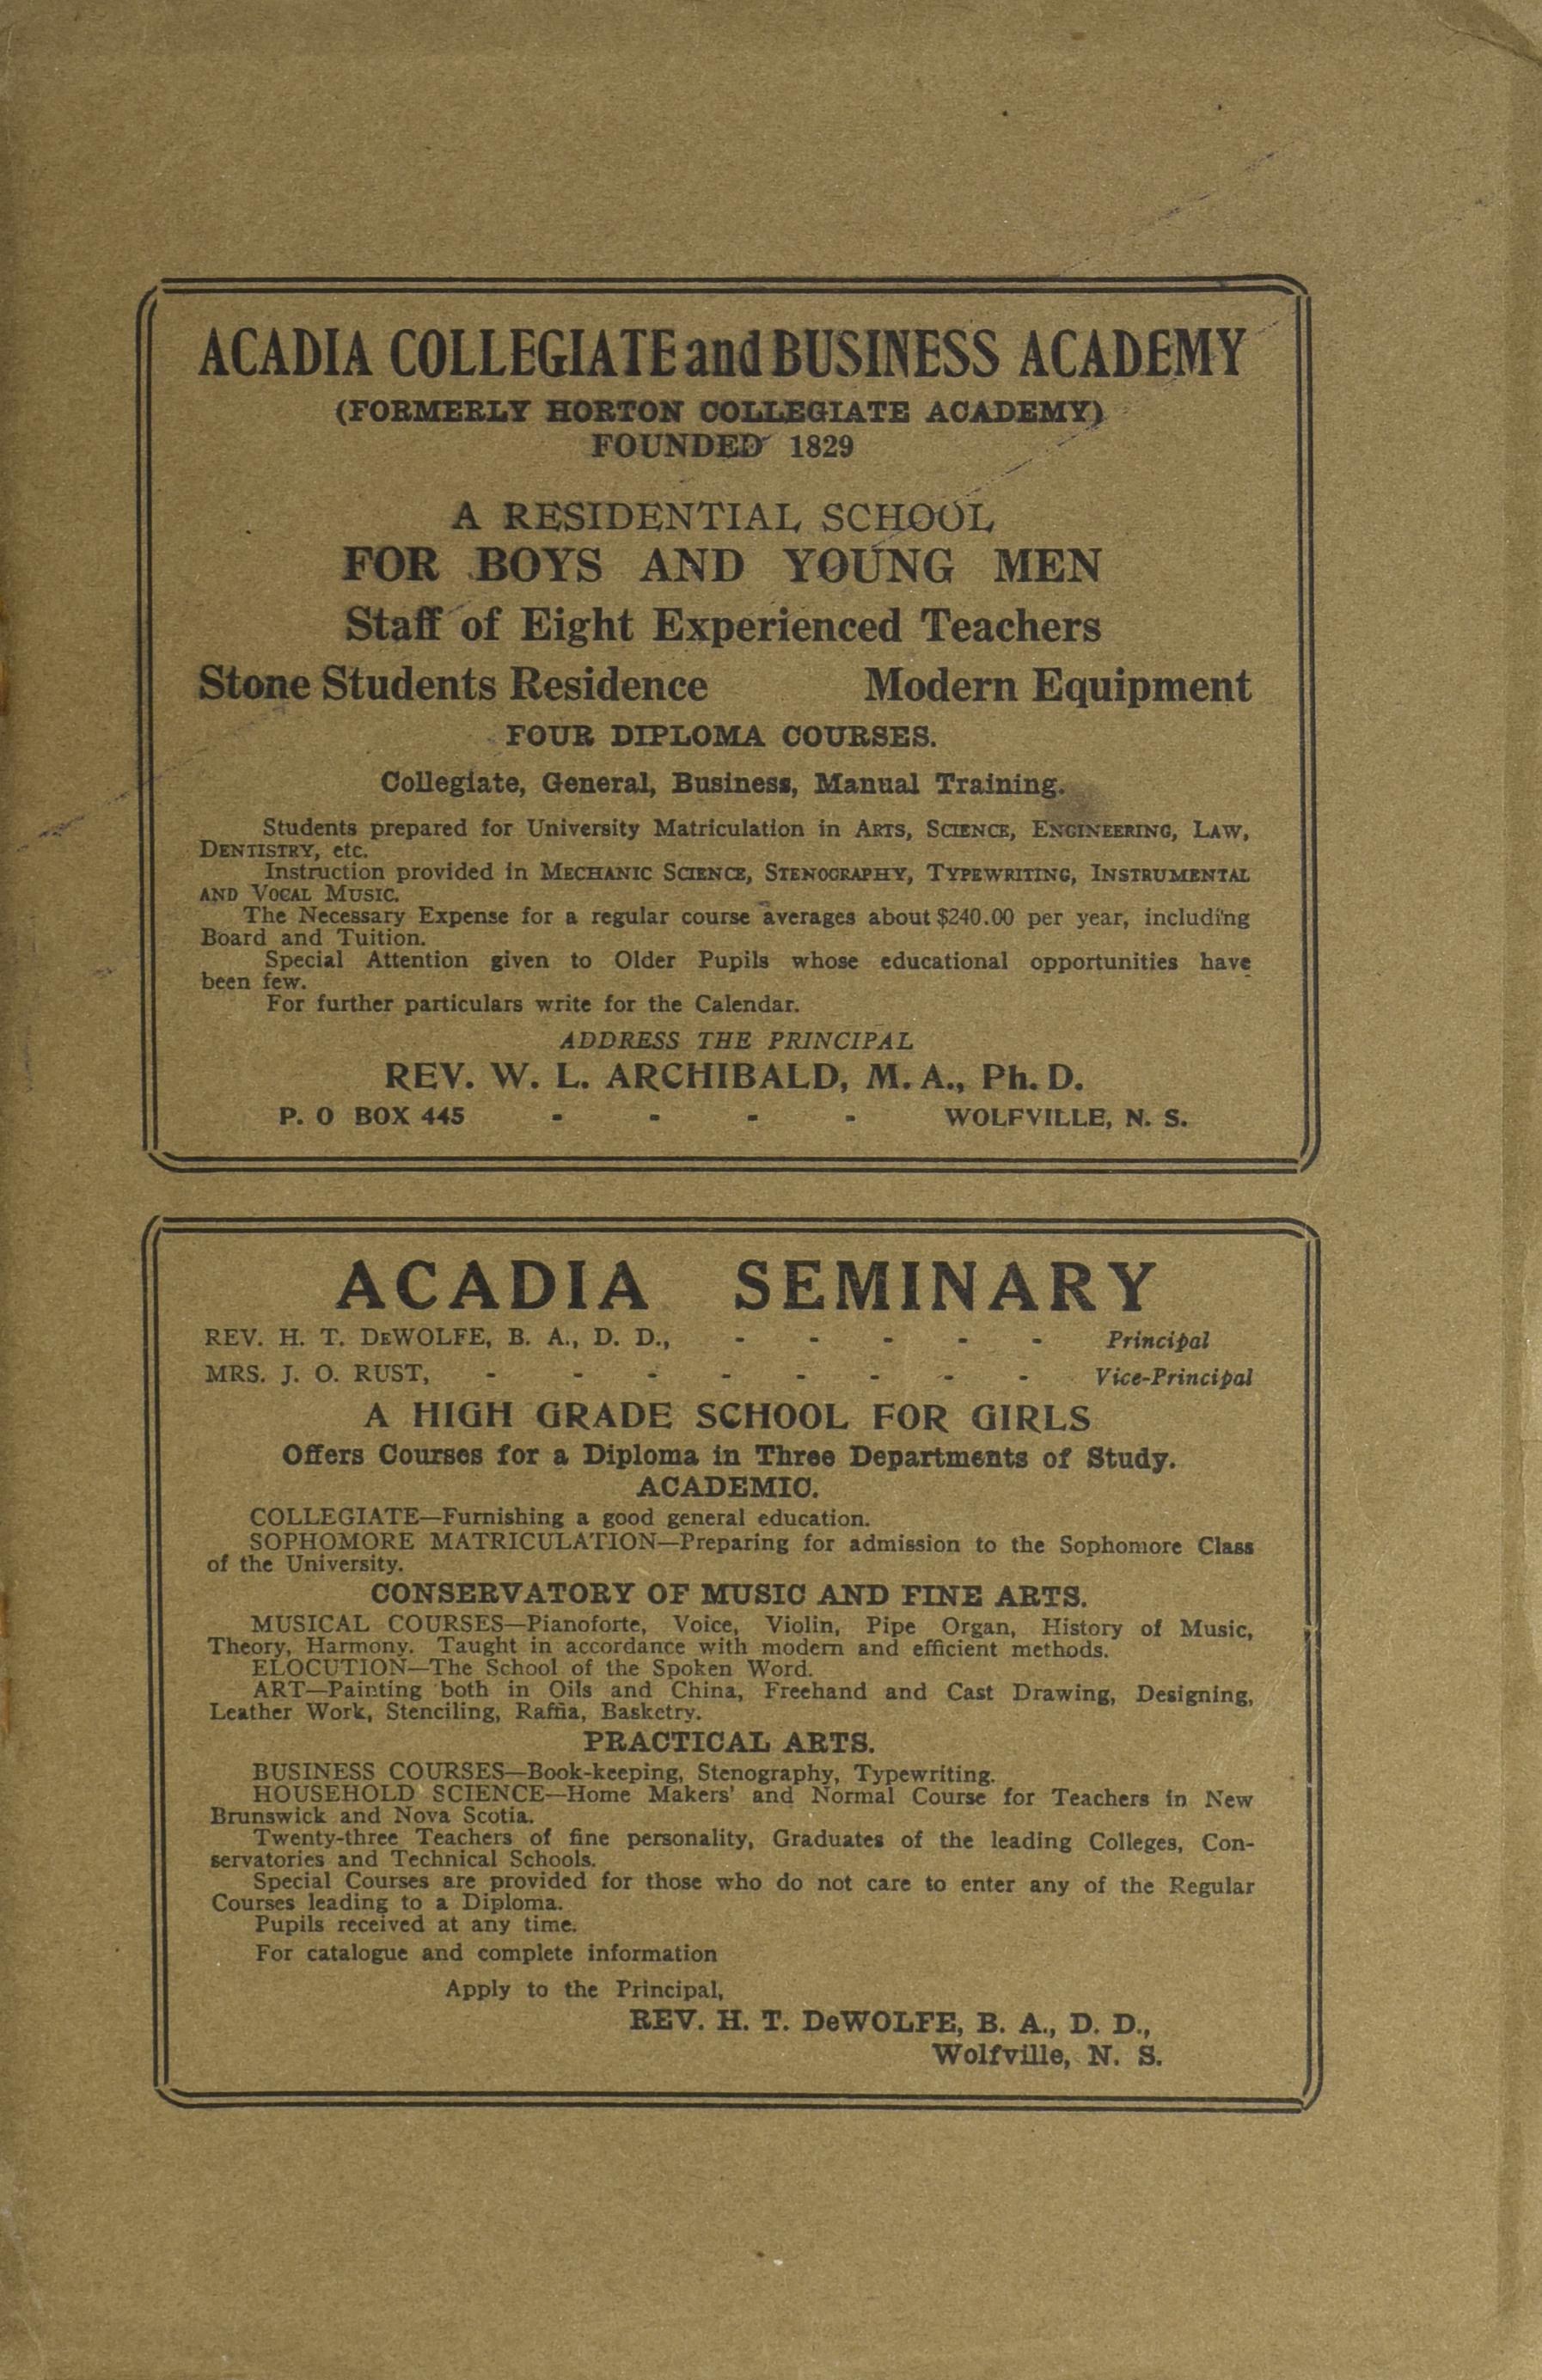 ACADIA COLLEGIATE and BUSINESS ACADEMY
(FORMERLY HORTON COLLEGIATE ACADEMY)
FOUNDED 1829
A RESIDENTIAL SCHOOL
FOR BOYS AND YOUNG MEN
Staff of Eight Experienced Teachers
Stone Students Residence Modern Equipment
FOUR DIPLOMA COURSES.
Collegiate, General, Business, Manual Training.
Students prepared for University Matriculation in ARTS, SCIENCE, ENGINEERING, LAW,
DENTISTRY, etc.
Instruction provided in MECHANIC SCIENCE, STENOGRAPHY, TYPEWRITING, INSTRUMENTAL
AND VOCAL MUSIC.
The Necessary Expense for a regular course averages about $240.00 per year, including
Board and Tuition.
Special Attention given to Older Pupils whose educational opportunities have
been few.
For further particulars write for the Calendar.
ADDRESS THE PRINCIPAL
REV. W. L. ARCHIBALD, M. A., Ph. D.
P. O BOX 445 - - - - WOLFVILLE, N. S.
ACADIA SEMINARY
REV. H. T. DEWOLFE, B. A., D. D., - - - - - Principal
MRS. J. O. RUST, - - - - - - - - Vice-Principal
A HIGH GRADE SCHOOL FOR GIRLS
Offers Courses for a Diploma in Three Departments of Study.
ACADEMIC.
COLLEGIATE—Furnishing a good general education.
SOPHOMORE MATRICULATION—Preparing for admission to the Sophomore Class
of the University.
CONSERVATORY OF MUSIC AND FINE ARTS.
MUSICAL COURSES—Pianoforte, Voice, Violin, Pipe Organ, History of Music,
Theory, Harmony. Taught in accordance with modern and efficient methods.
ELOCUTION—The School of the Spoken Word.
ART—Painting both in Oils and China, Freehand and Cast Drawing, Designing,
Leather Work, Stenciling, Raffia, Basketry.
PRACTICAL ARTS.
BUSINESS COURSES—Book-keeping, Stenography, Typewriting.
HOUSEHOLD SCIENCE—Home Makers' and Normal Course for Teachers in New
Brunswick and Nova Scotia.
Twenty-three Teachers of fine personality, Graduates of the leading Colleges, Con-
servatories and Technical Schools.
Special Courses are provided for those who do not care to enter any of the Regular
Courses leading to a Diploma.
Pupils received at any time.
For catalogue and complete information
Apply to the Principal,
REV. H. T. DeWOLFE, B. A., D. D.,
Wolfville, N. S.